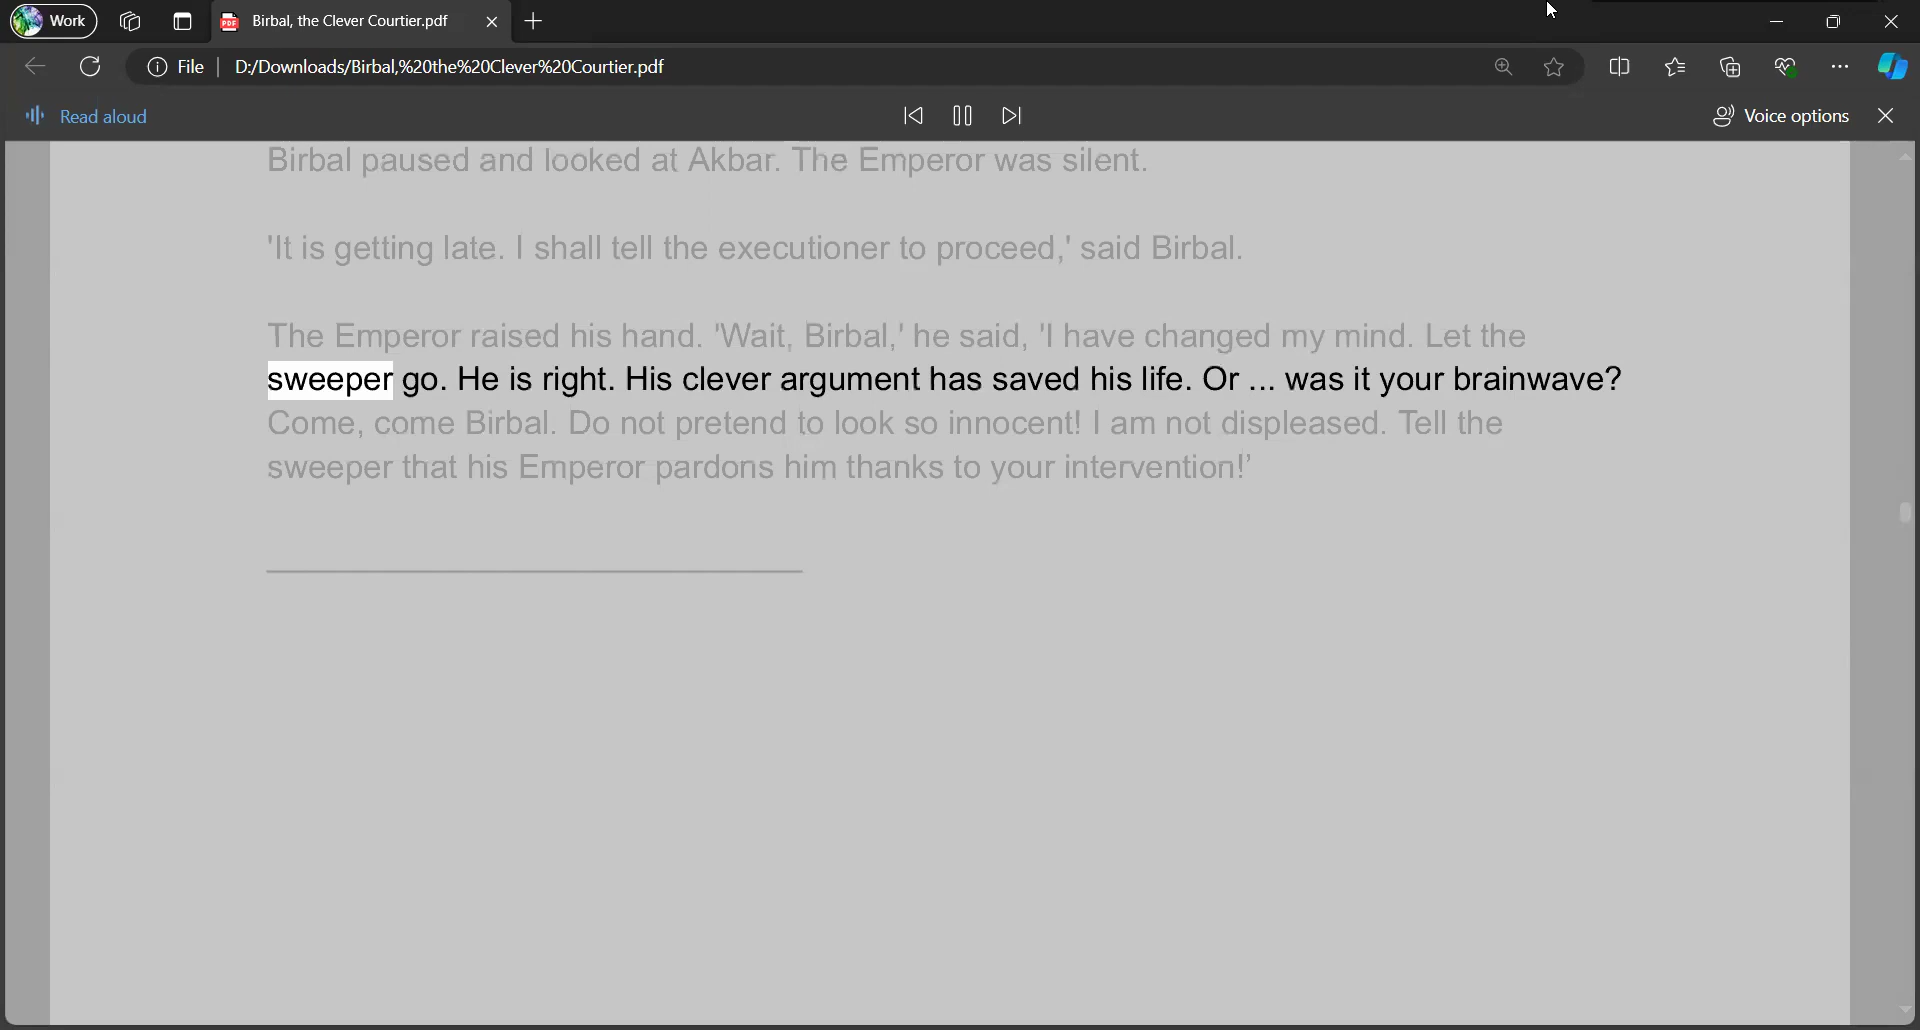 Work
Birbal, the Clever Courtier.pdf
File
D:/Downloads/Birbal,%20the%20Clever%20Courtier.pdf
Read aloud
Voice options
Birbal paused and looked at Akbar. The Emperor was silent.
'It is getting late. I shall tell the executioner to proceed,' said Birbal.
The Emperor raised his hand. 'Wait, Birbal,' he said, 'I have changed my mind. Let the
sweeper go. He is right. His clever argument has saved his life. Or ... was it your brainwave?
Come, come Birbal. Do not pretend to look so innocent! I am not displeased. Tell the
sweeper that his Emperor pardons him thanks to your intervention!’